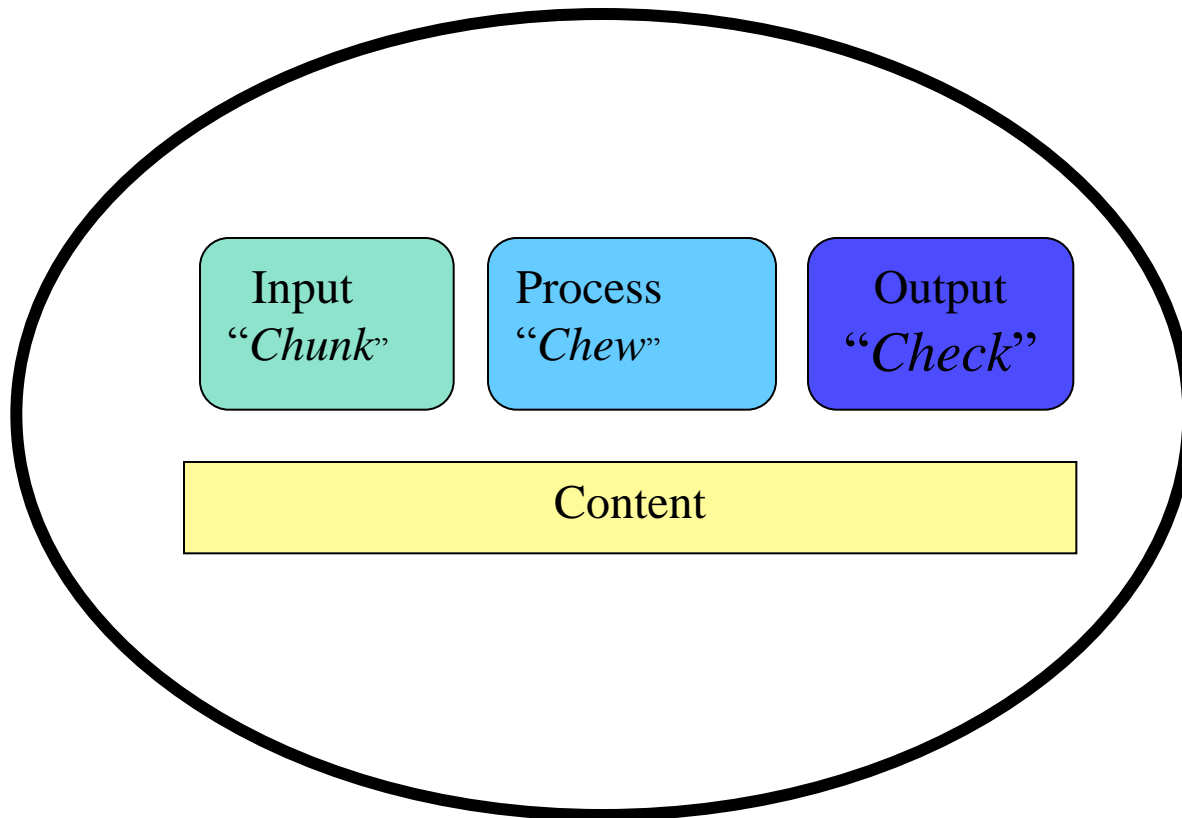 Input
“Chunk”
Process
“Chew”
Output
“Check”
Content